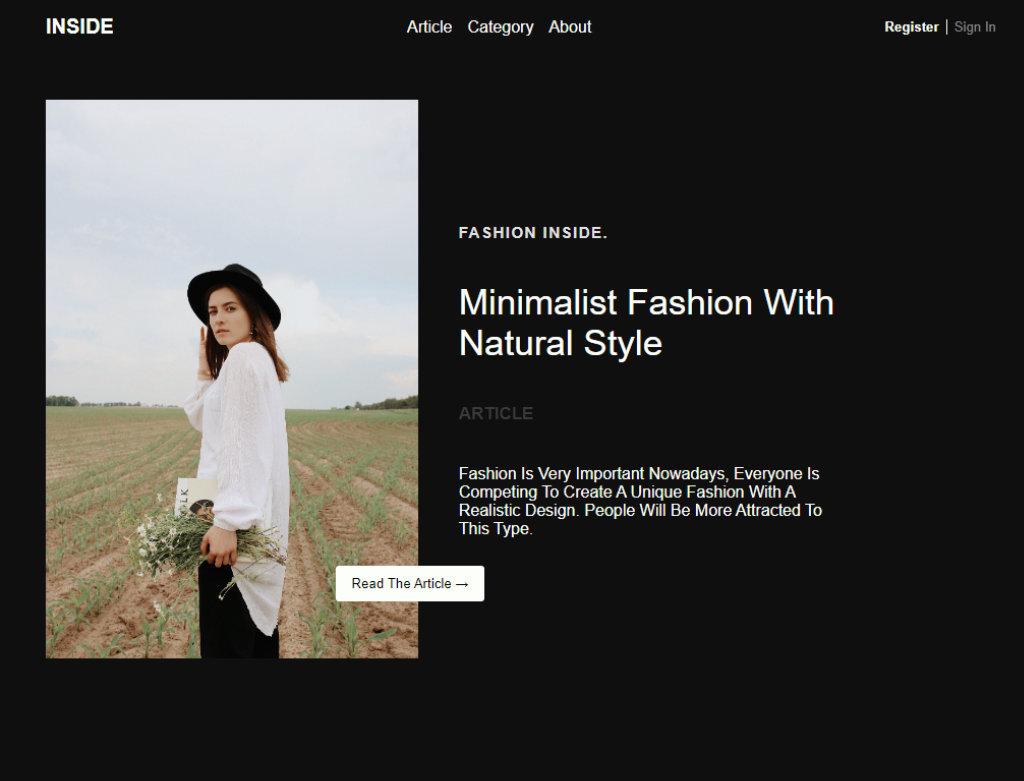 INSIDE
Article Category About
Register | Sign In
FASHION INSIDE.
Minimalist Fashion With
Natural Style
ARTICLE
Fashion Is Very Important Nowadays, Everyone Is
Competing To Create A Unique Fashion With A
Realistic Design. People Will Be More Attracted To
This Type.
Read The Article →